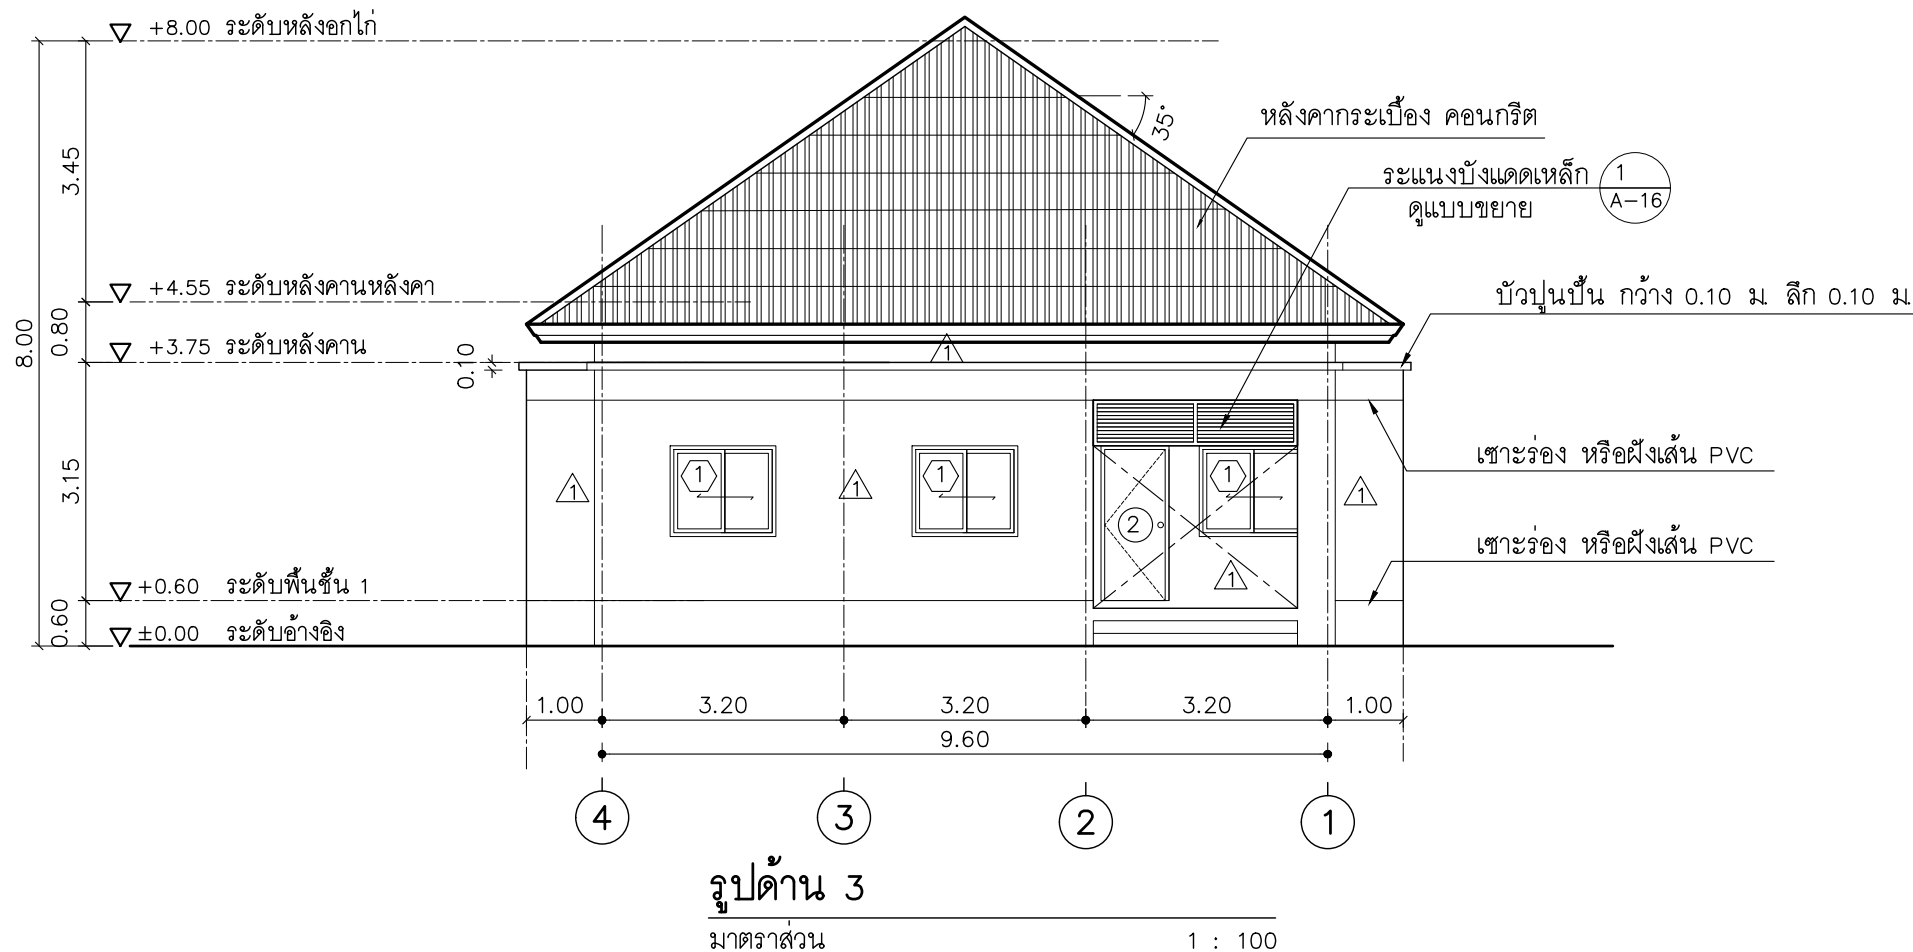 +8.00 ระดับหลังอกไก่
35°
หลังคากระเบื้อง คอนกรีต
3.45
ระแนงบังแดดเหล็ก
ดูแบบขยาย
1
A-16
+4.55 ระดับหลังคานหลังคา
บัวปูนปั้น กว้าง 0.10 ม. ลึก 0.10 ม.
8.00
0.80
+3.75 ระดับหลังคาน
0.10
1
เซาะร่อง หรือฝังเส้น PVC
3.15
1
1
1
1
1
1
2
เซาะร่อง หรือฝังเส้น PVC
1
+0.60 ระดับพื้นชั้น 1
0.60
±0.00 ระดับอ้างอิง
1.00 3.20 3.20 3.20 1.00
9.60
4 3 2 1
รูปด้าน 3
มาตราส่วน 1 : 100